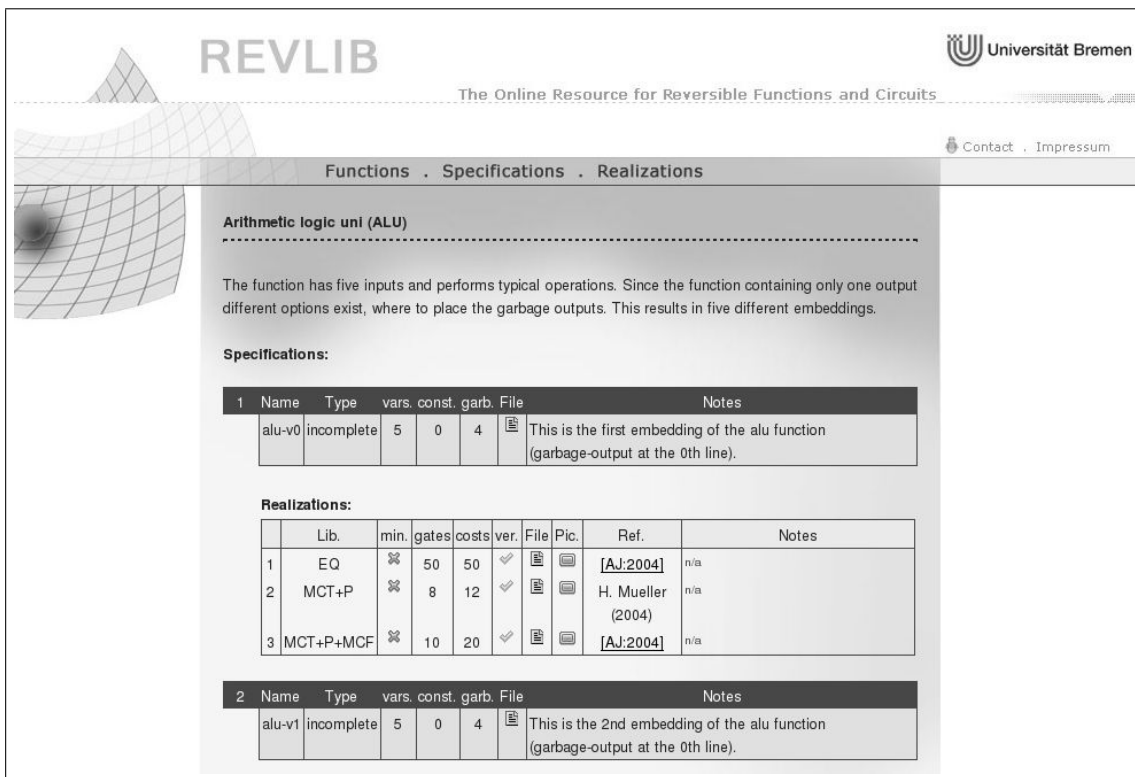 REVLIB
Universität Bremen
The Online Resource for Reversible Functions and Circuits
Contact . Impressum
Functions . Specifications . Realizations
Arithmetic logic uni (ALU)
The function has five inputs and performs typical operations. Since the function containing only one output
different options exist, where to place the garbage outputs. This results in five different embeddings.
Specifications:
1 Name Type vars. const. garb. File Notes
alu-v0 incomplete 5 0 4 This is the first embedding of the alu function
(garbage-output at the 0th line).
Realizations:
Lib. min. gates costs ver. File Pic. Ref. Notes
1 EQ 50 50 [AJ:2004] n/a
2 MCT+P 8 12 H. Mueller n/a
(2004)
3 MCT+P+MCF 10 20 [AJ:2004] n/a
2 Name Type vars. const. garb. File Notes
alu-v1 incomplete 5 0 4 This is the 2nd embedding of the alu function
(garbage-output at the 0th line).